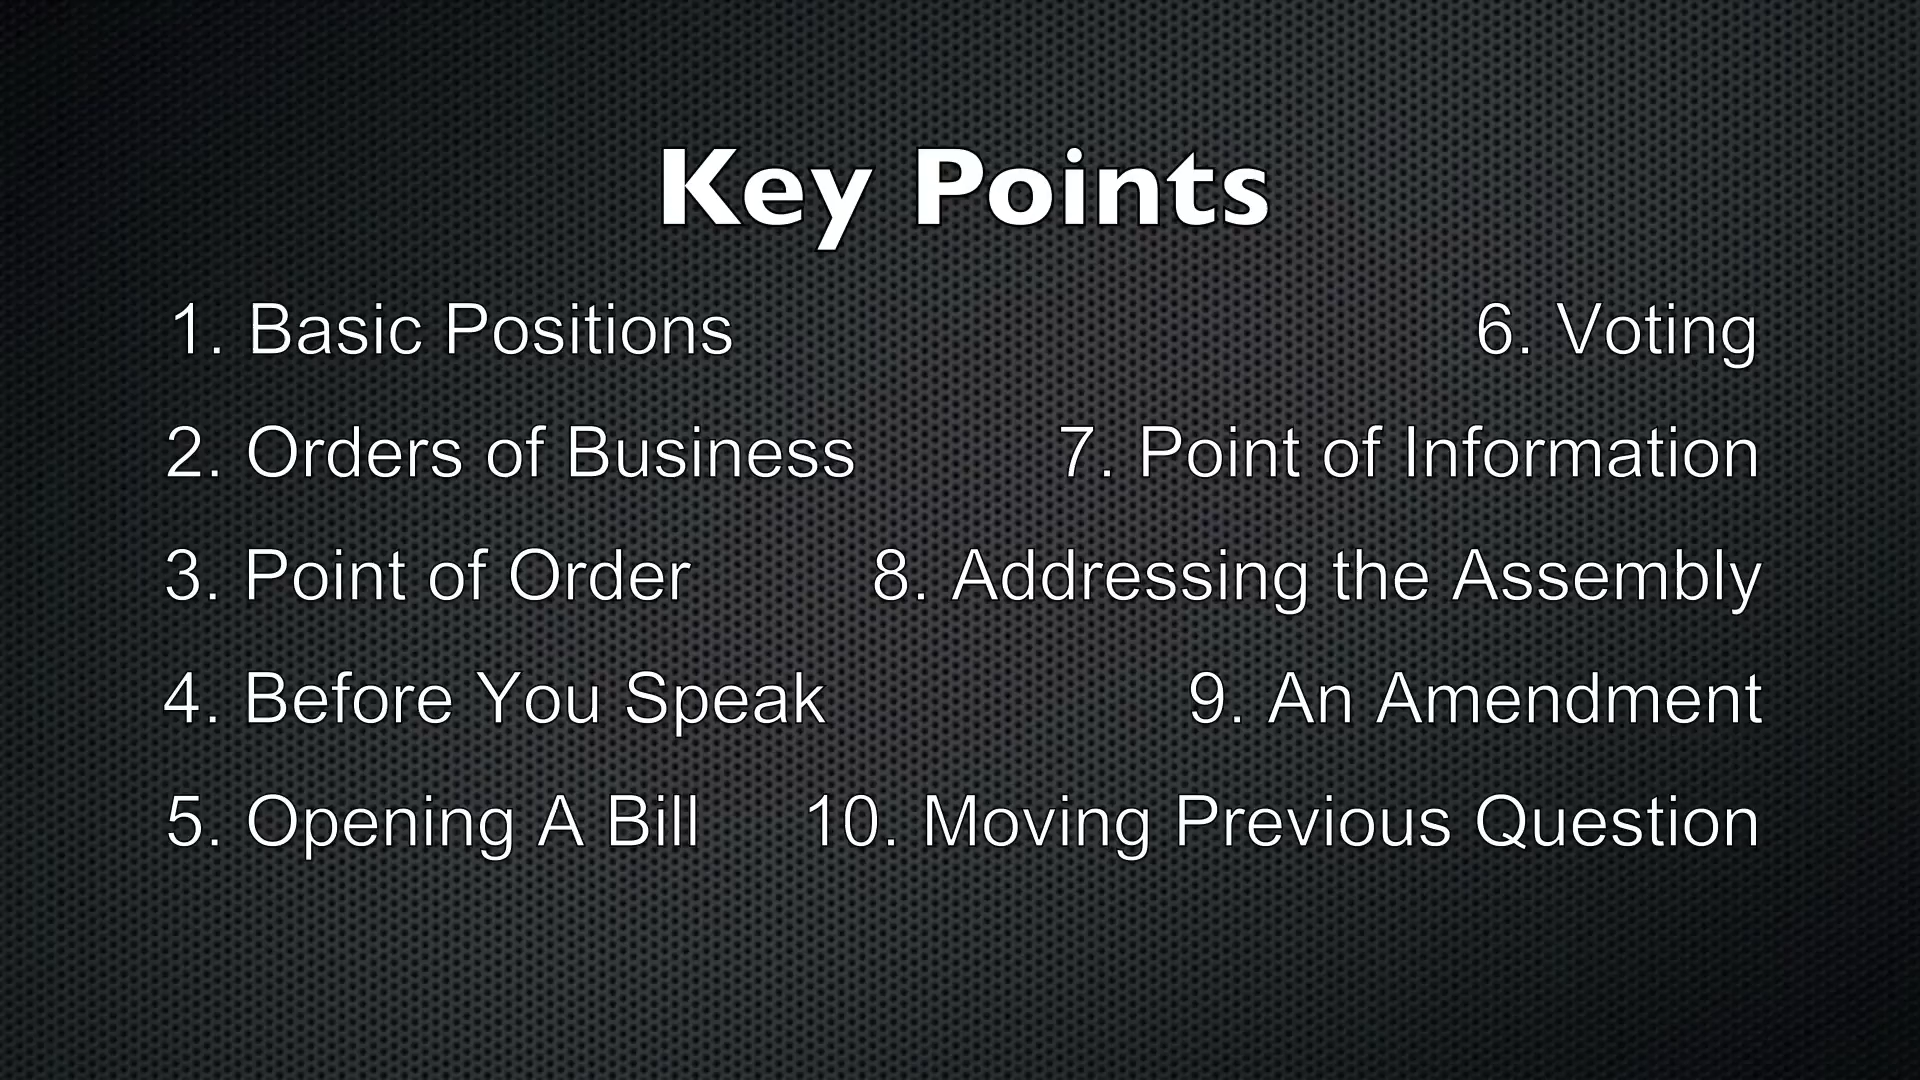 Key Points
1. Basic Positions
2. Orders of Business
3. Point of Order
4. Before You Speak
5. Opening A Bill
6. Voting
7. Point of Information
8. Addressing the Assembly
9. An Amendment
10. Moving Previous Question